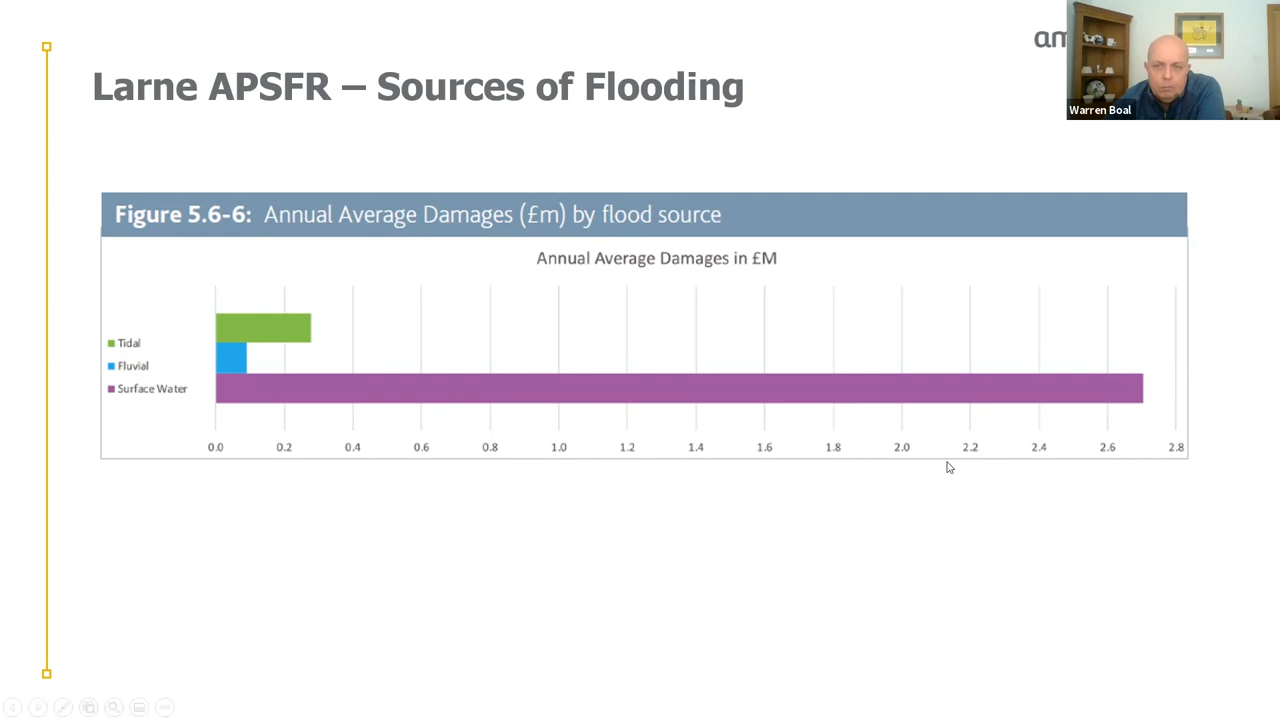 am
Warren Boal
Larne APSFR – Sources of Flooding
Figure 5.6-6: Annual Average Damages (£m) by flood source
Annual Average Damages in £M
Tidal
Fluvial
Surface Water
0.0 0.2 0.4 0.6 0.8 1.0 1.2 1.4 1.6 1.8 2.0 2.2 2.4 2.6 2.8